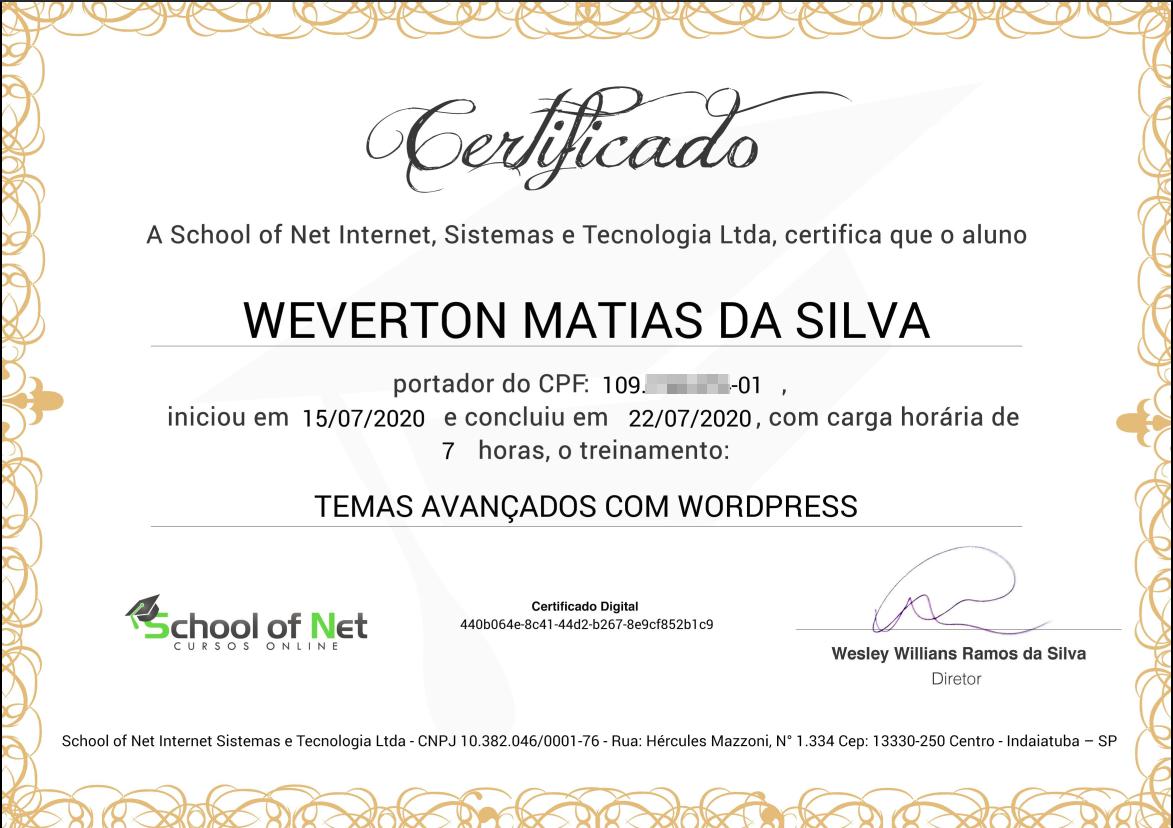 Certificado
A School of Net Internet, Sistemas e Tecnologia Ltda, certifica que o aluno
WEVERTON MATIAS DA SILVA
portador do CPF: 109. -01 ,
iniciou em 15/07/2020 e concluiu em 22/07/2020, com carga horária de
7 horas, o treinamento:
TEMAS AVANÇADOS COM WORDPRESS
School of Net
CURSOS ONLINE
Certificado Digital
440b064e-8c41-44d2-b267-8e9cf852b1c9
Wesley Willians Ramos da Silva
Diretor
School of Net Internet Sistemas e Tecnologia Ltda - CNPJ 10.382.046/0001-76 - Rua: Hércules Mazzoni, N° 1.334 Cep: 13330-250 Centro - Indaiatuba – SP